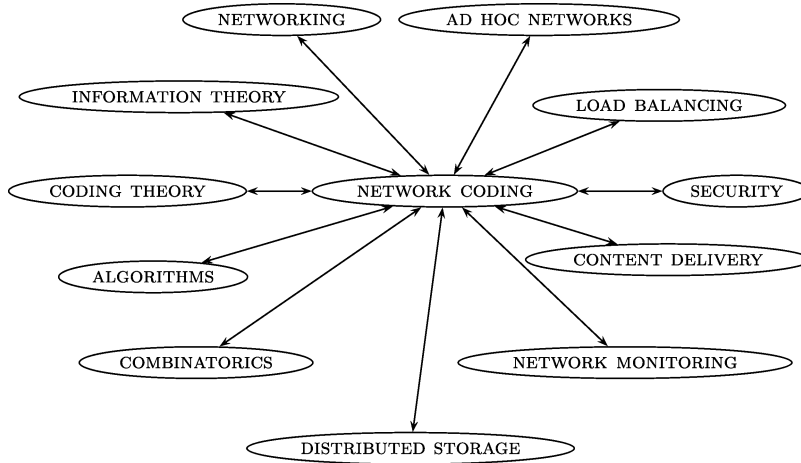 NETWORKING
AD HOC NETWORKS
INFORMATION THEORY
LOAD BALANCING
CODING THEORY
NETWORK CODING
SECURITY
CONTENT DELIVERY
ALGORITHMS
COMBINATORICS
NETWORK MONITORING
DISTRIBUTED STORAGE